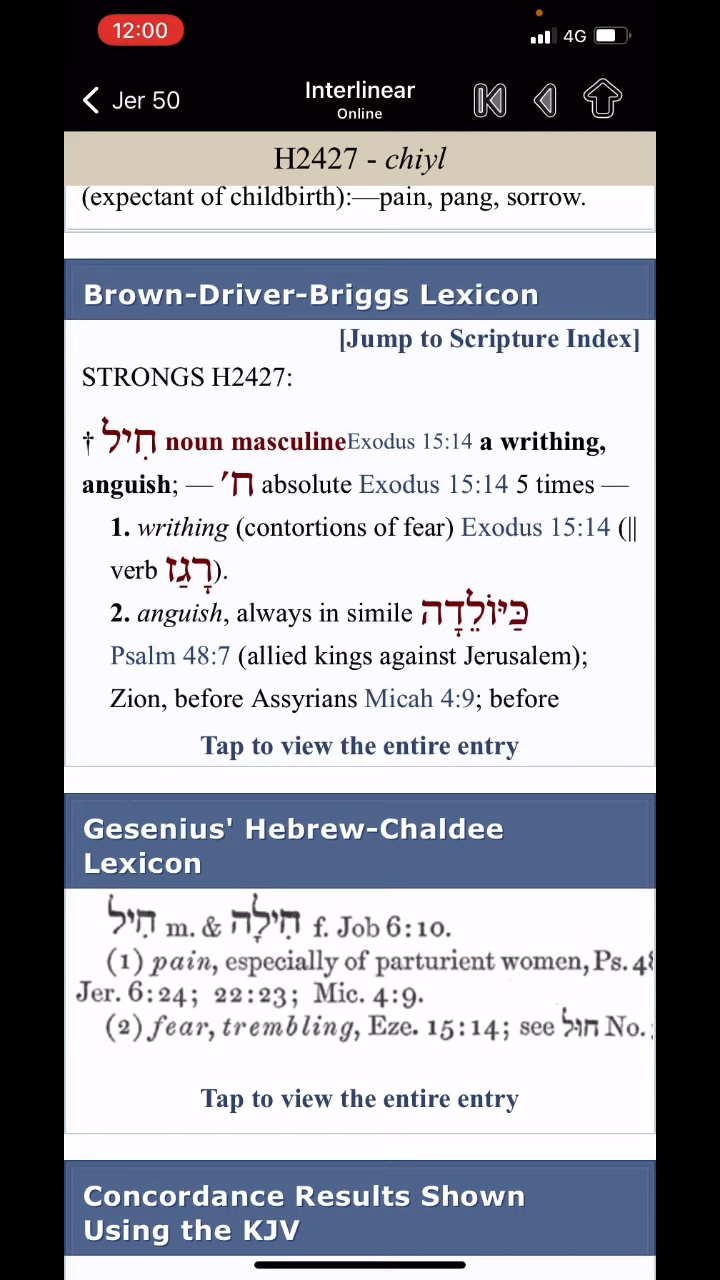 12:00
4G
Jer 50
Interlinear
Online
H2427 - chiyl
(expectant of childbirth):—pain, pang, sorrow.
Brown-Driver-Briggs Lexicon
[Jump to Scripture Index]
STRONGS H2427:
† חִיל noun masculineExodus 15:14 a writhing,
anguish; — ח׳ absolute Exodus 15:14 5 times —
1. writhing (contortions of fear) Exodus 15:14 (||
verb רָגַז).
2. anguish, always in simile כַּיּוֹלֵדָה
Psalm 48:7 (allied kings against Jerusalem);
Zion, before Assyrians Micah 4:9; before
Tap to view the entire entry
Gesenius' Hebrew-Chaldee
Lexicon
חִיל m. & חִילָה f. Job 6:10.
(1) pain, especially of parturient women, Ps. 48
Jer. 6:24; 22:23; Mic. 4:9.
(2) fear, trembling, Eze. 15:14; see חוּל No.
Tap to view the entire entry
Concordance Results Shown
Using the KJV